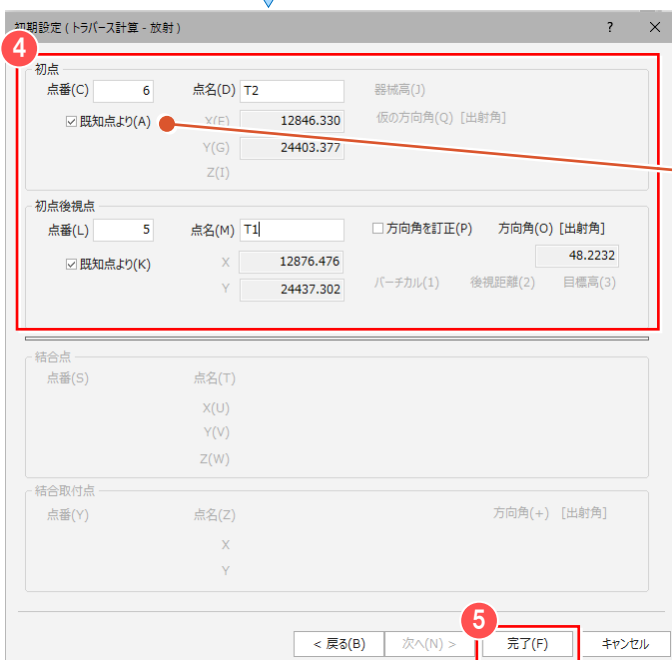 初期設定 ( トラバース計算 - 放射 ) ? ×
4
初点
点番(C) 6 点名(D) T2 器械高(J)
既知点より(A) X(F) 12846.330 仮の方向角(Q) [出射角]
Y(G) 24403.377
Z(I)
初点後視点
点番(L) 5 点名(M) T1 方向角を訂正(P) 方向角(O) [出射角]
既知点より(K) X 12876.476 48.2232
Y 24437.302 バーチカル(1) 後視距離(2) 目標高(3)
結合点
点番(S) 点名(T)
X(U)
Y(V)
Z(W)
結合取付点
点番(Y) 点名(Z) 方向角(+) [出射角]
X
Y
5
< 戻る(B) 次へ(N) > 完了(F) キャンセル